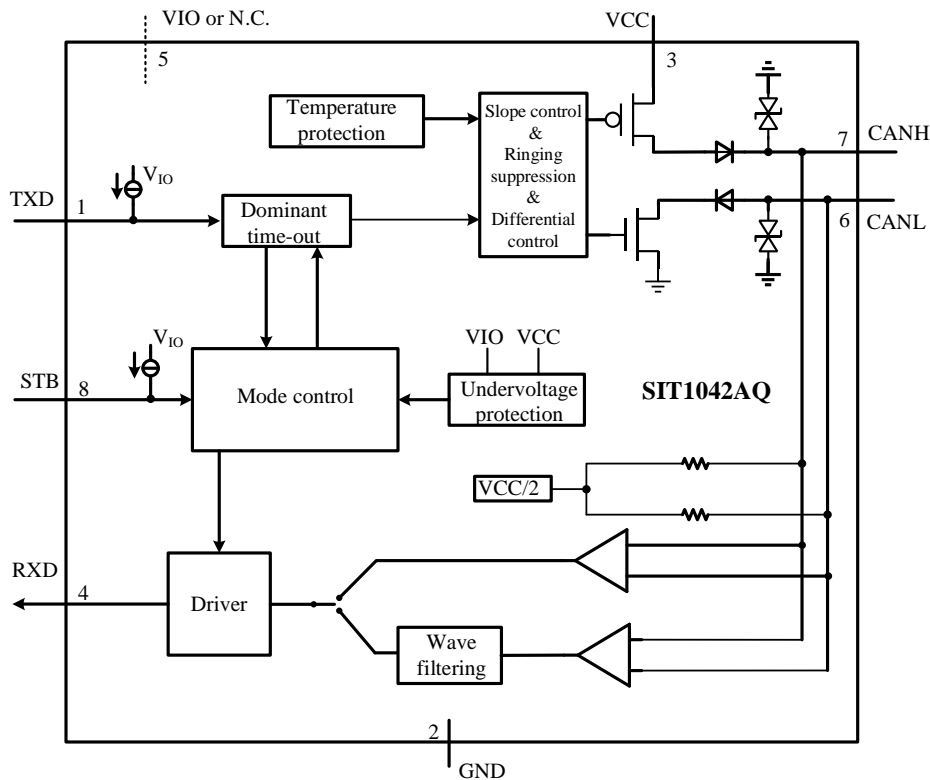 VIO or N.C.
VCC
5
3
Temperature
protection
Slope control
&
Ringing
suppression
&
Differential
control
7
CANH
VIO
TXD
1
Dominant
time-out
6
CANL
VIO
VIO
VCC
STB
8
Mode control
Undervoltage
protection
SIT1042AQ
VCC/2
RXD
4
Driver
Wave
filtering
2
GND